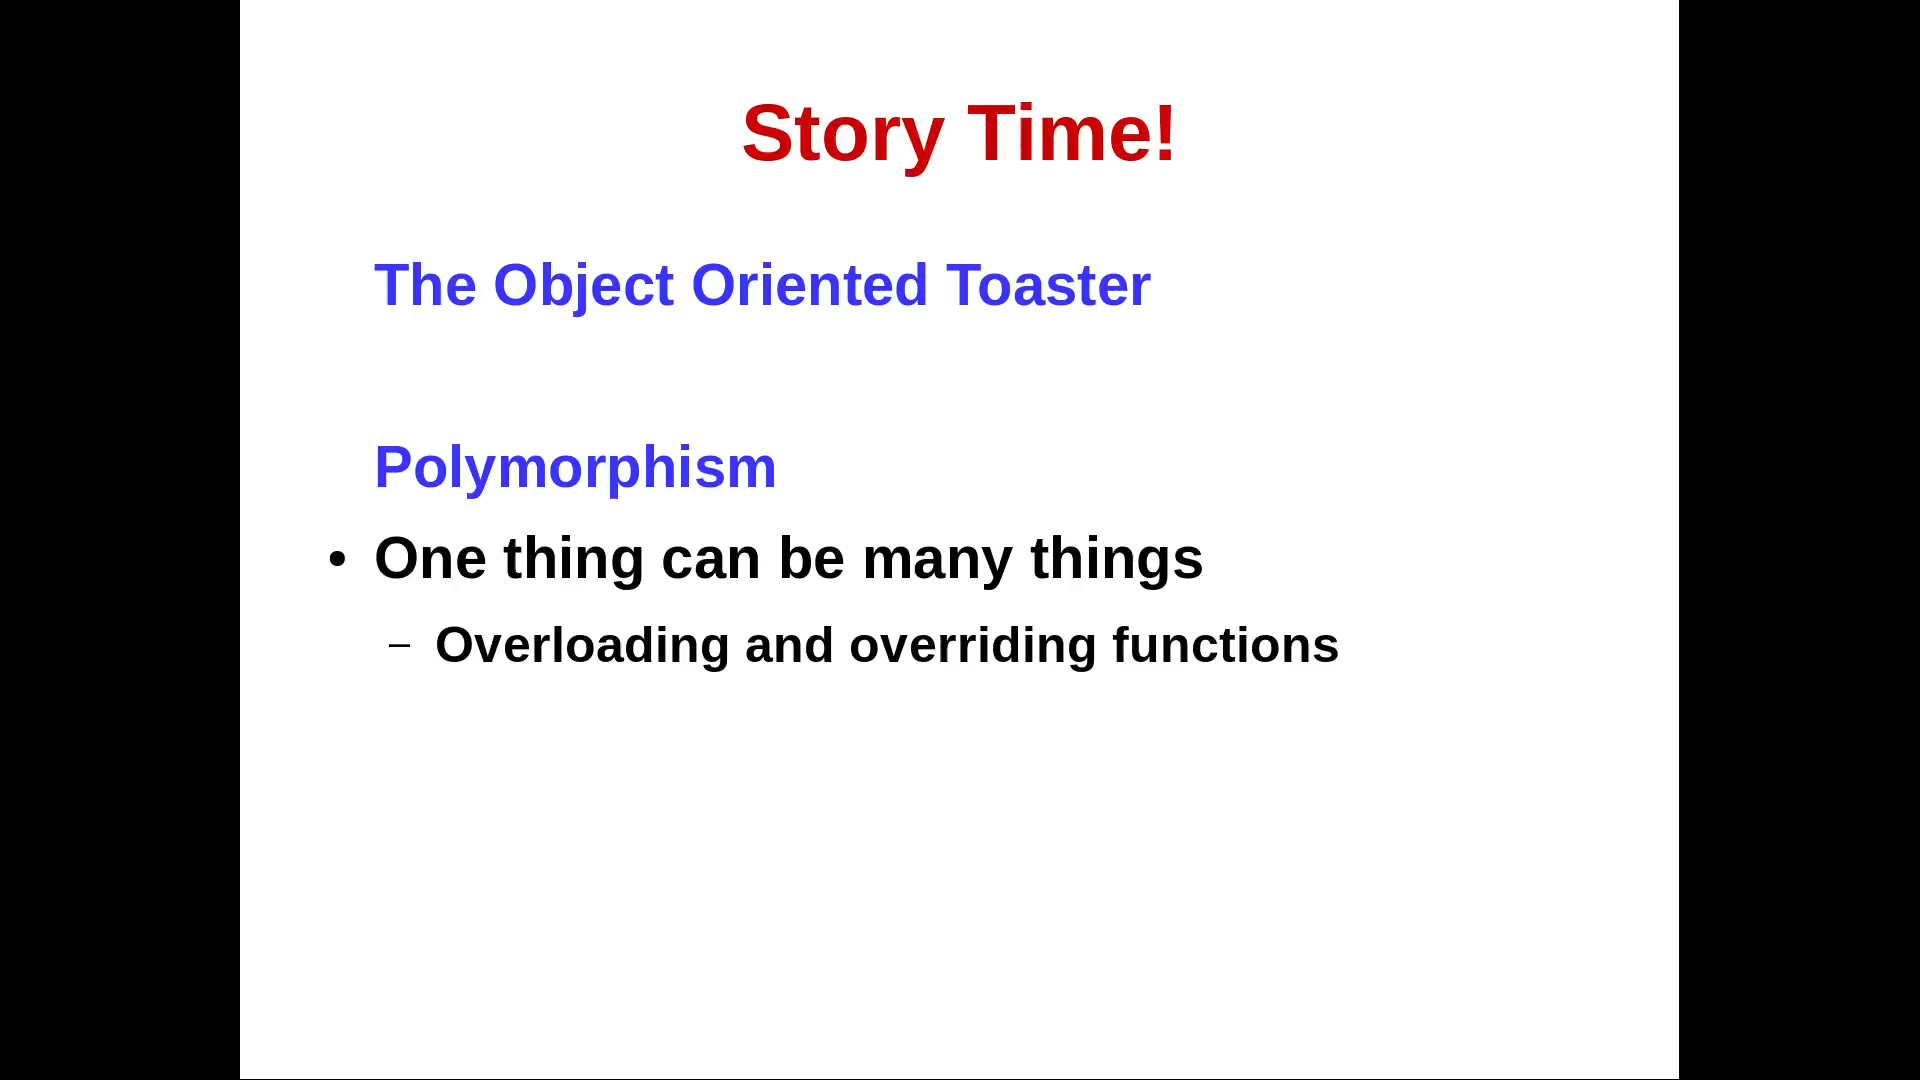 Story Time!
The Object Oriented Toaster
Polymorphism
• One thing can be many things
– Overloading and overriding functions